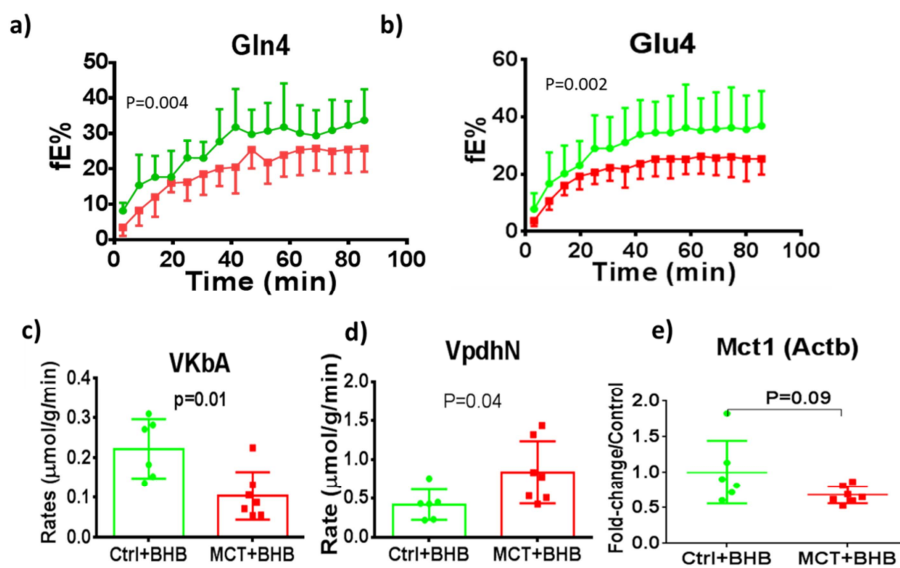 a)
Gln4
fE%
50
40
30
20
10
0
P=0.004
0 20 40 60 80 100
Time (min)
b)
Glu4
fE%
60
40
20
0
P=0.002
0 20 40 60 80 100
Time (min)
c)
VKbA
p=0.01
Rates (μmol/g/min)
0.4
0.3
0.2
0.1
0.0
Ctrl+BHB MCT+BHB
d)
VpdhN
P=0.04
Rate (μmol/g/min)
2.0
1.5
1.0
0.5
0.0
Ctrl+BHB MCT+BHB
e)
Mct1 (Actb)
P=0.09
Fold-change/Control
2.0
1.5
1.0
0.5
0.0
Ctrl+BHB MCT+BHB